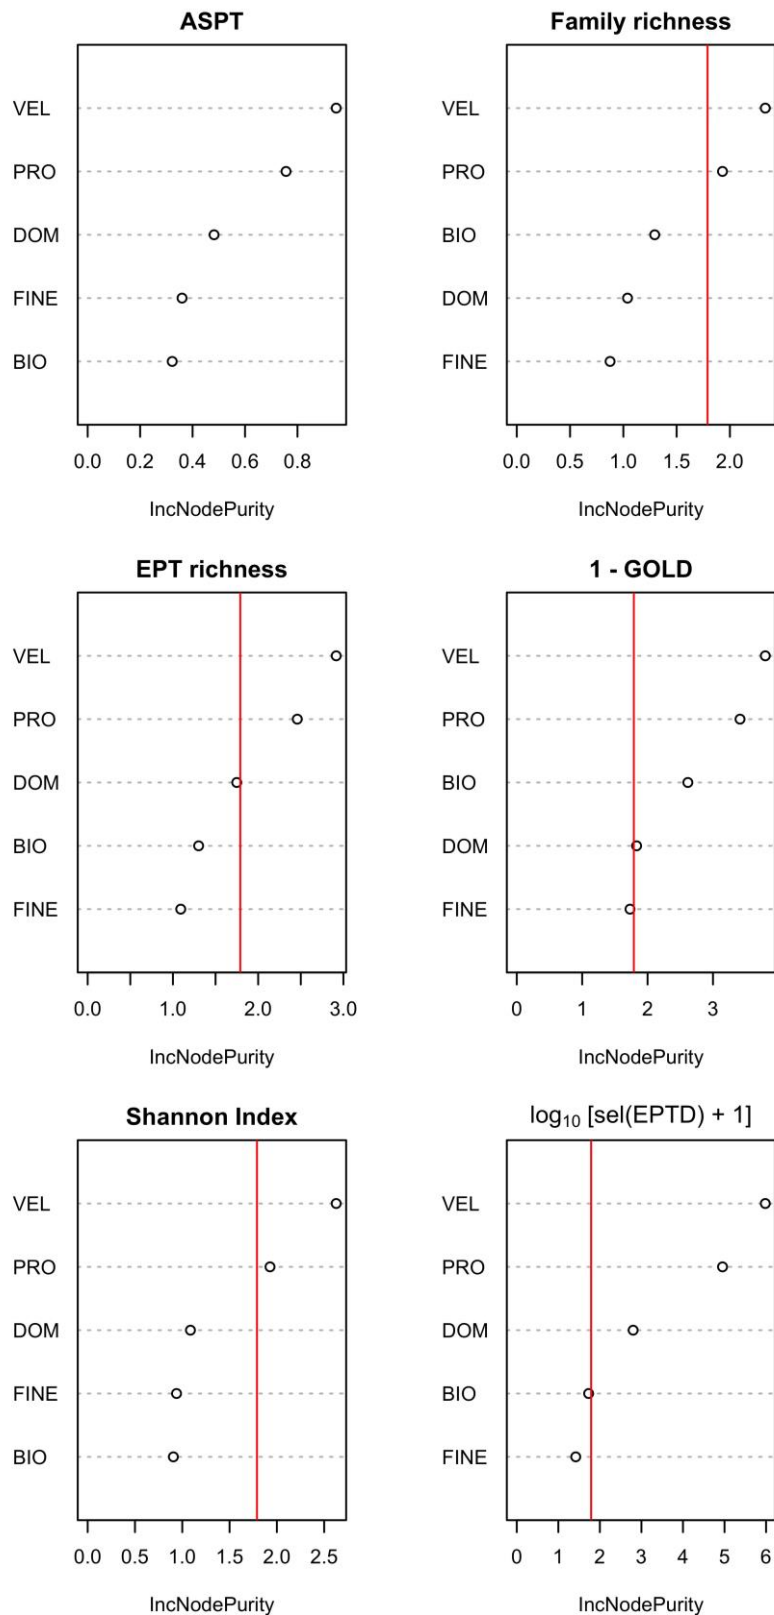 ASPT
VEL
PRO
DOM
FINE
BIO
0.0 0.2 0.4 0.6 0.8
IncNodePurity
Family richness
VEL
PRO
BIO
DOM
FINE
0.0 0.5 1.0 1.5 2.0
IncNodePurity
EPT richness
VEL
PRO
DOM
BIO
FINE
0.0 1.0 2.0 3.0
IncNodePurity
1 - GOLD
VEL
PRO
BIO
DOM
FINE
0 1 2 3
IncNodePurity
Shannon Index
VEL
PRO
DOM
FINE
BIO
0.0 0.5 1.0 1.5 2.0 2.5
IncNodePurity
log₁₀ [sel(EPTD) + 1]
VEL
PRO
DOM
BIO
FINE
0 1 2 3 4 5 6
IncNodePurity